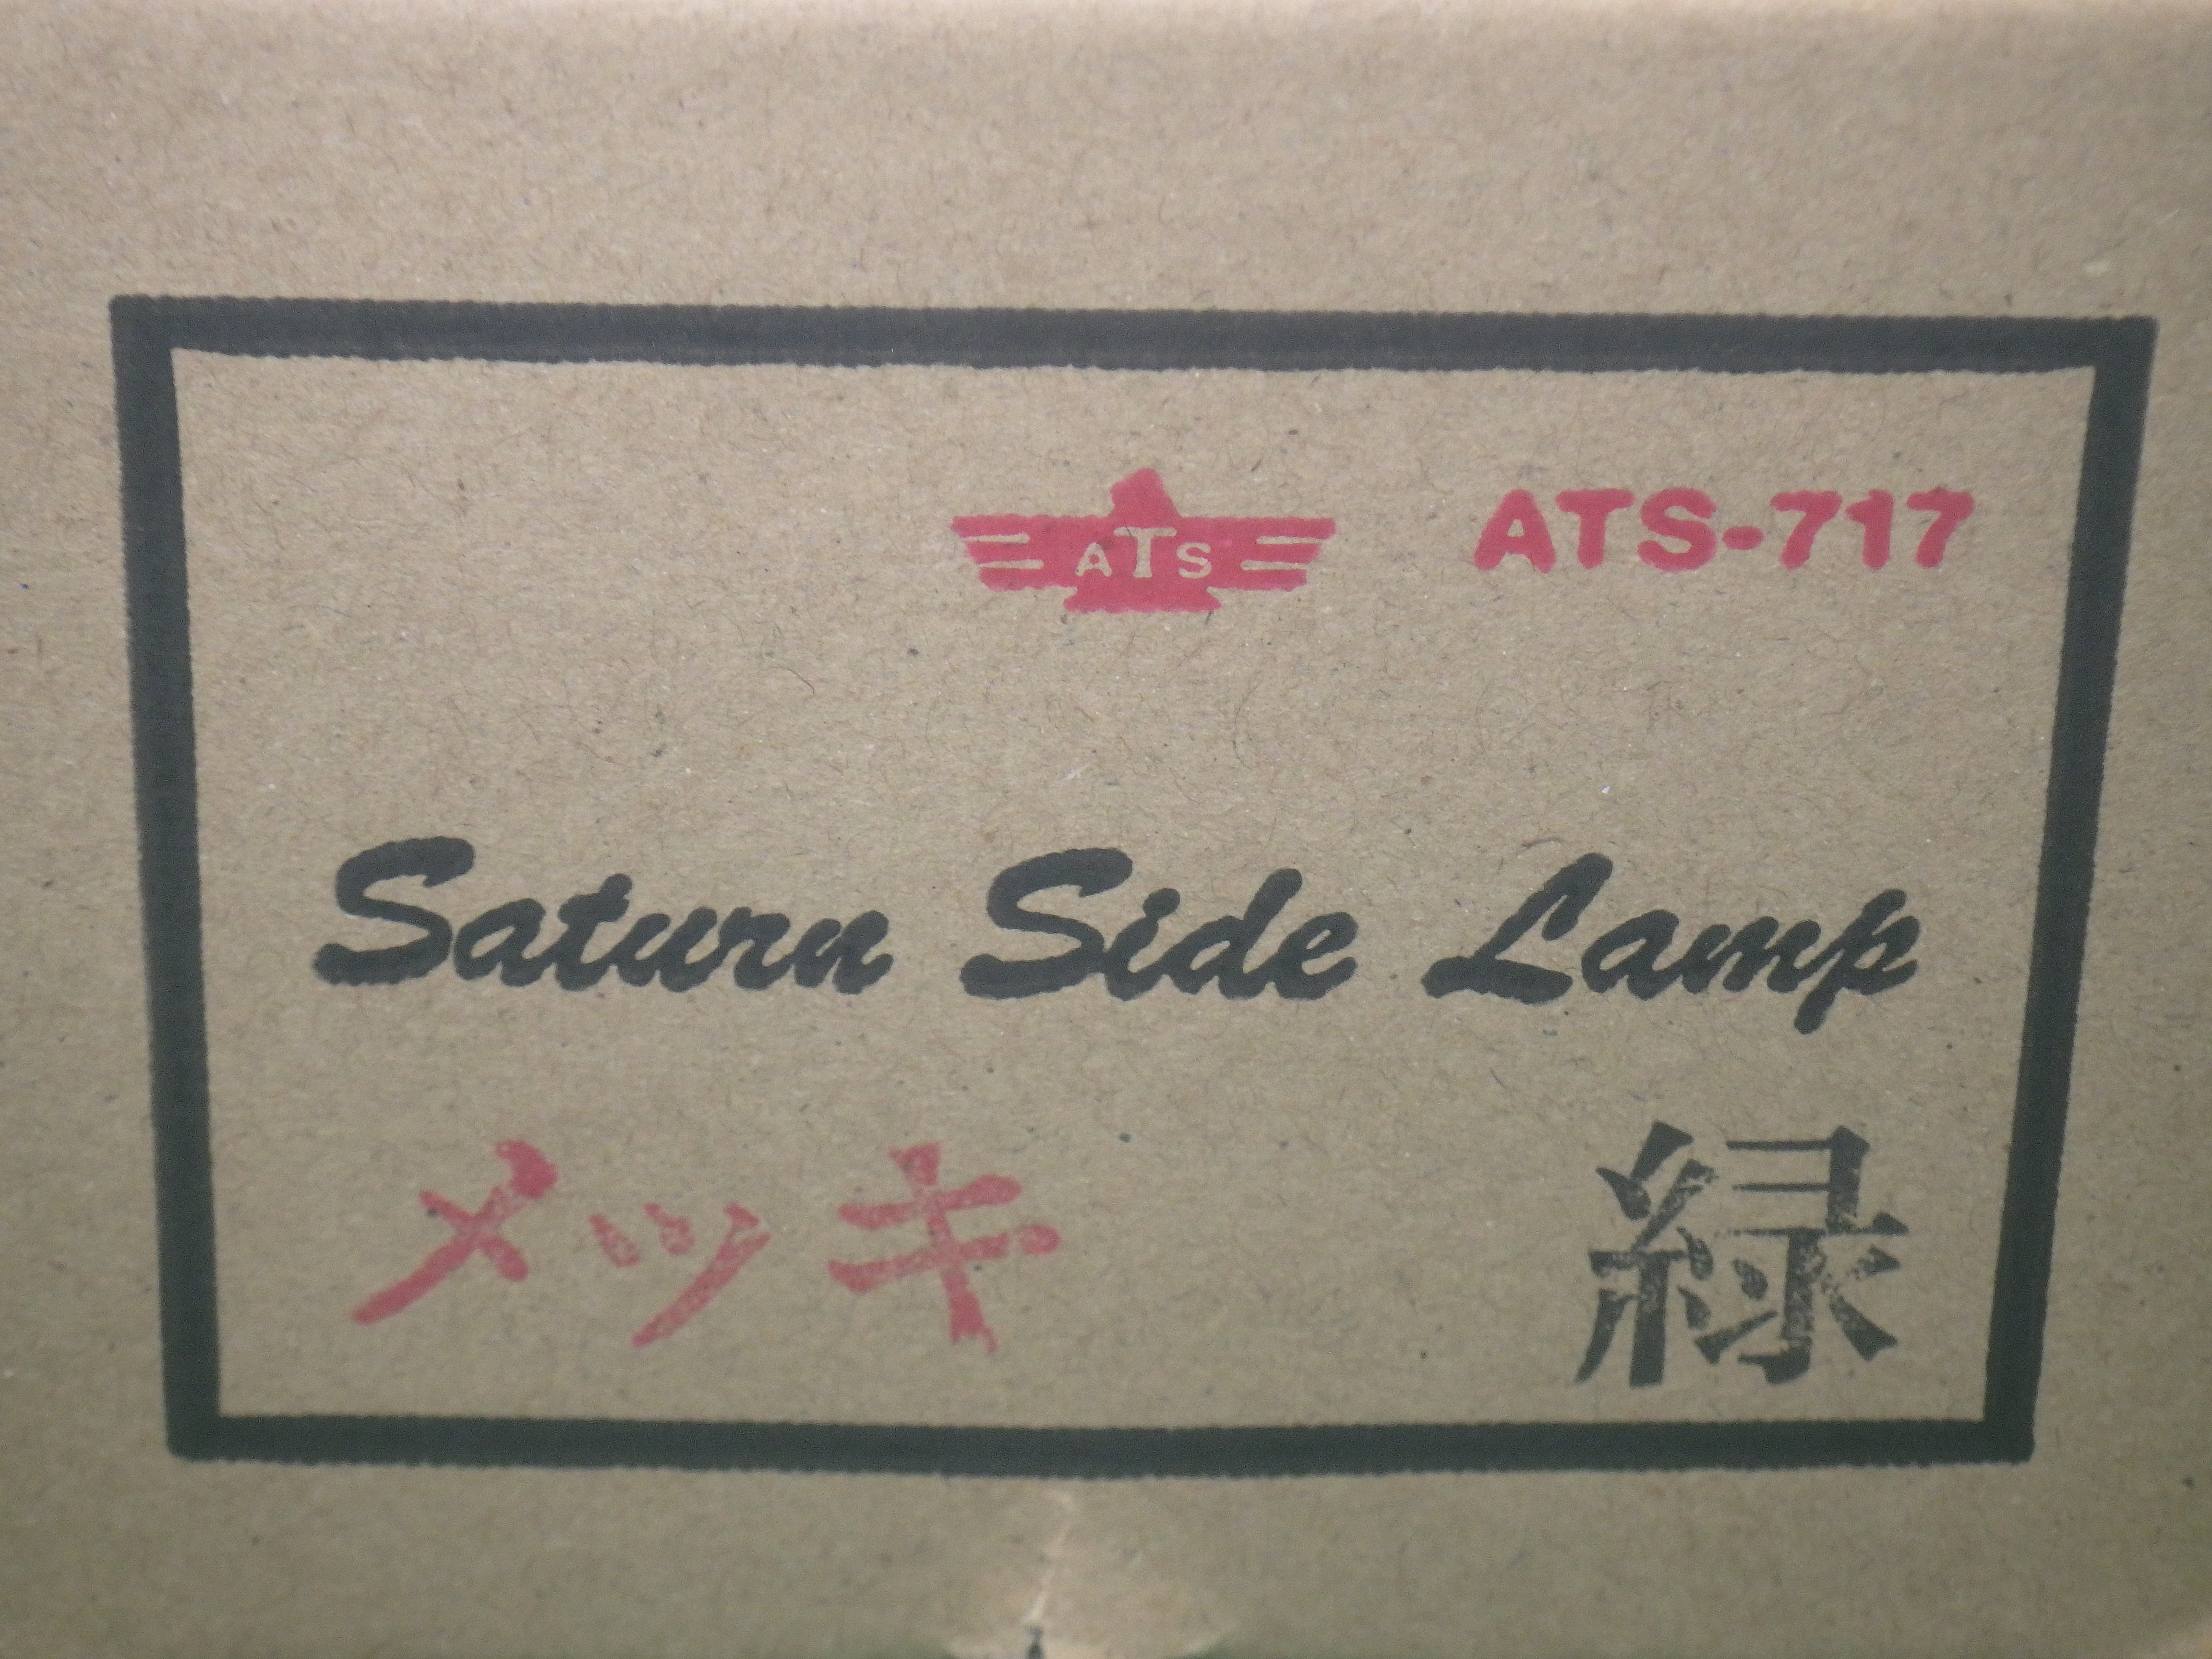 ATS ATS-717
Saturn Side Lamp
メッキ 緑